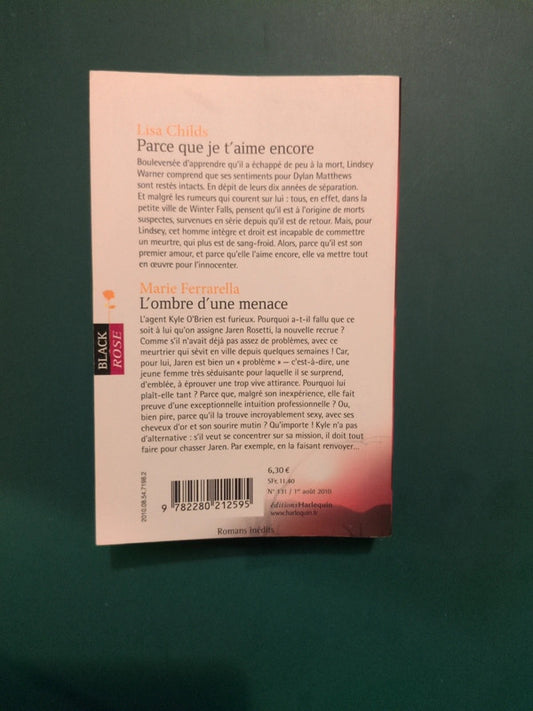 Lisa Childs
Parce que je t'aime encore
Bouleversée d'apprendre qu'il a échappé de peu à la mort, Lindsey
Warner comprend que ses sentiments pour Dylan Matthews
sont restés intacts. En dépit de leurs dix années de séparation.
Et malgré les rumeurs qui courent sur lui : tous, en effet, dans la
petite ville de Winter Falls, pensent qu'il est à l'origine de morts
suspectes, survenues en série depuis qu'il est de retour. Mais, pour
Lindsey, cet homme intègre et droit est incapable de commettre
un meurtre, qui plus est de sang-froid. Alors, parce qu'il est son
premier amour, et parce qu'elle l'aime encore, elle va mettre tout
en œuvre pour l'innocenter.
Marie Ferrarella
L'ombre d'une menace
L'agent Kyle O'Brien est furieux. Pourquoi a-t-il fallu que ce
soit à lui qu'on assigne Jaren Rosetti, la nouvelle recrue ?
Comme s'il n'avait déjà pas assez de problèmes, avec ce
meurtrier qui sévit en ville depuis quelques semaines ! Car,
pour lui, Jaren est bien un « problème » — c'est-à-dire, une
jeune femme très séduisante pour laquelle il se surprend,
d'emblée, à éprouver une trop vive attirance. Pourquoi lui
plaît-elle tant ? Parce que, malgré son inexpérience, elle fait
preuve d'une exceptionnelle intuition professionnelle ? Ou,
bien pire, parce qu'il la trouve incroyablement sexy, avec ses
cheveux d'or et son sourire mutin ? Qu'importe ! Kyle n'a pas
d'alternative : s'il veut se concentrer sur sa mission, il doit tout
faire pour chasser Jaren. Par exemple, en la faisant renvoyer...
BLACK
ROSE
2010.08.54.7198.2
9 782280 212595
6,30 €
SFr. 11.40
N° 131 / 1er août 2010
éditionsHarlequin
www.harlequin.fr
Romans inédits